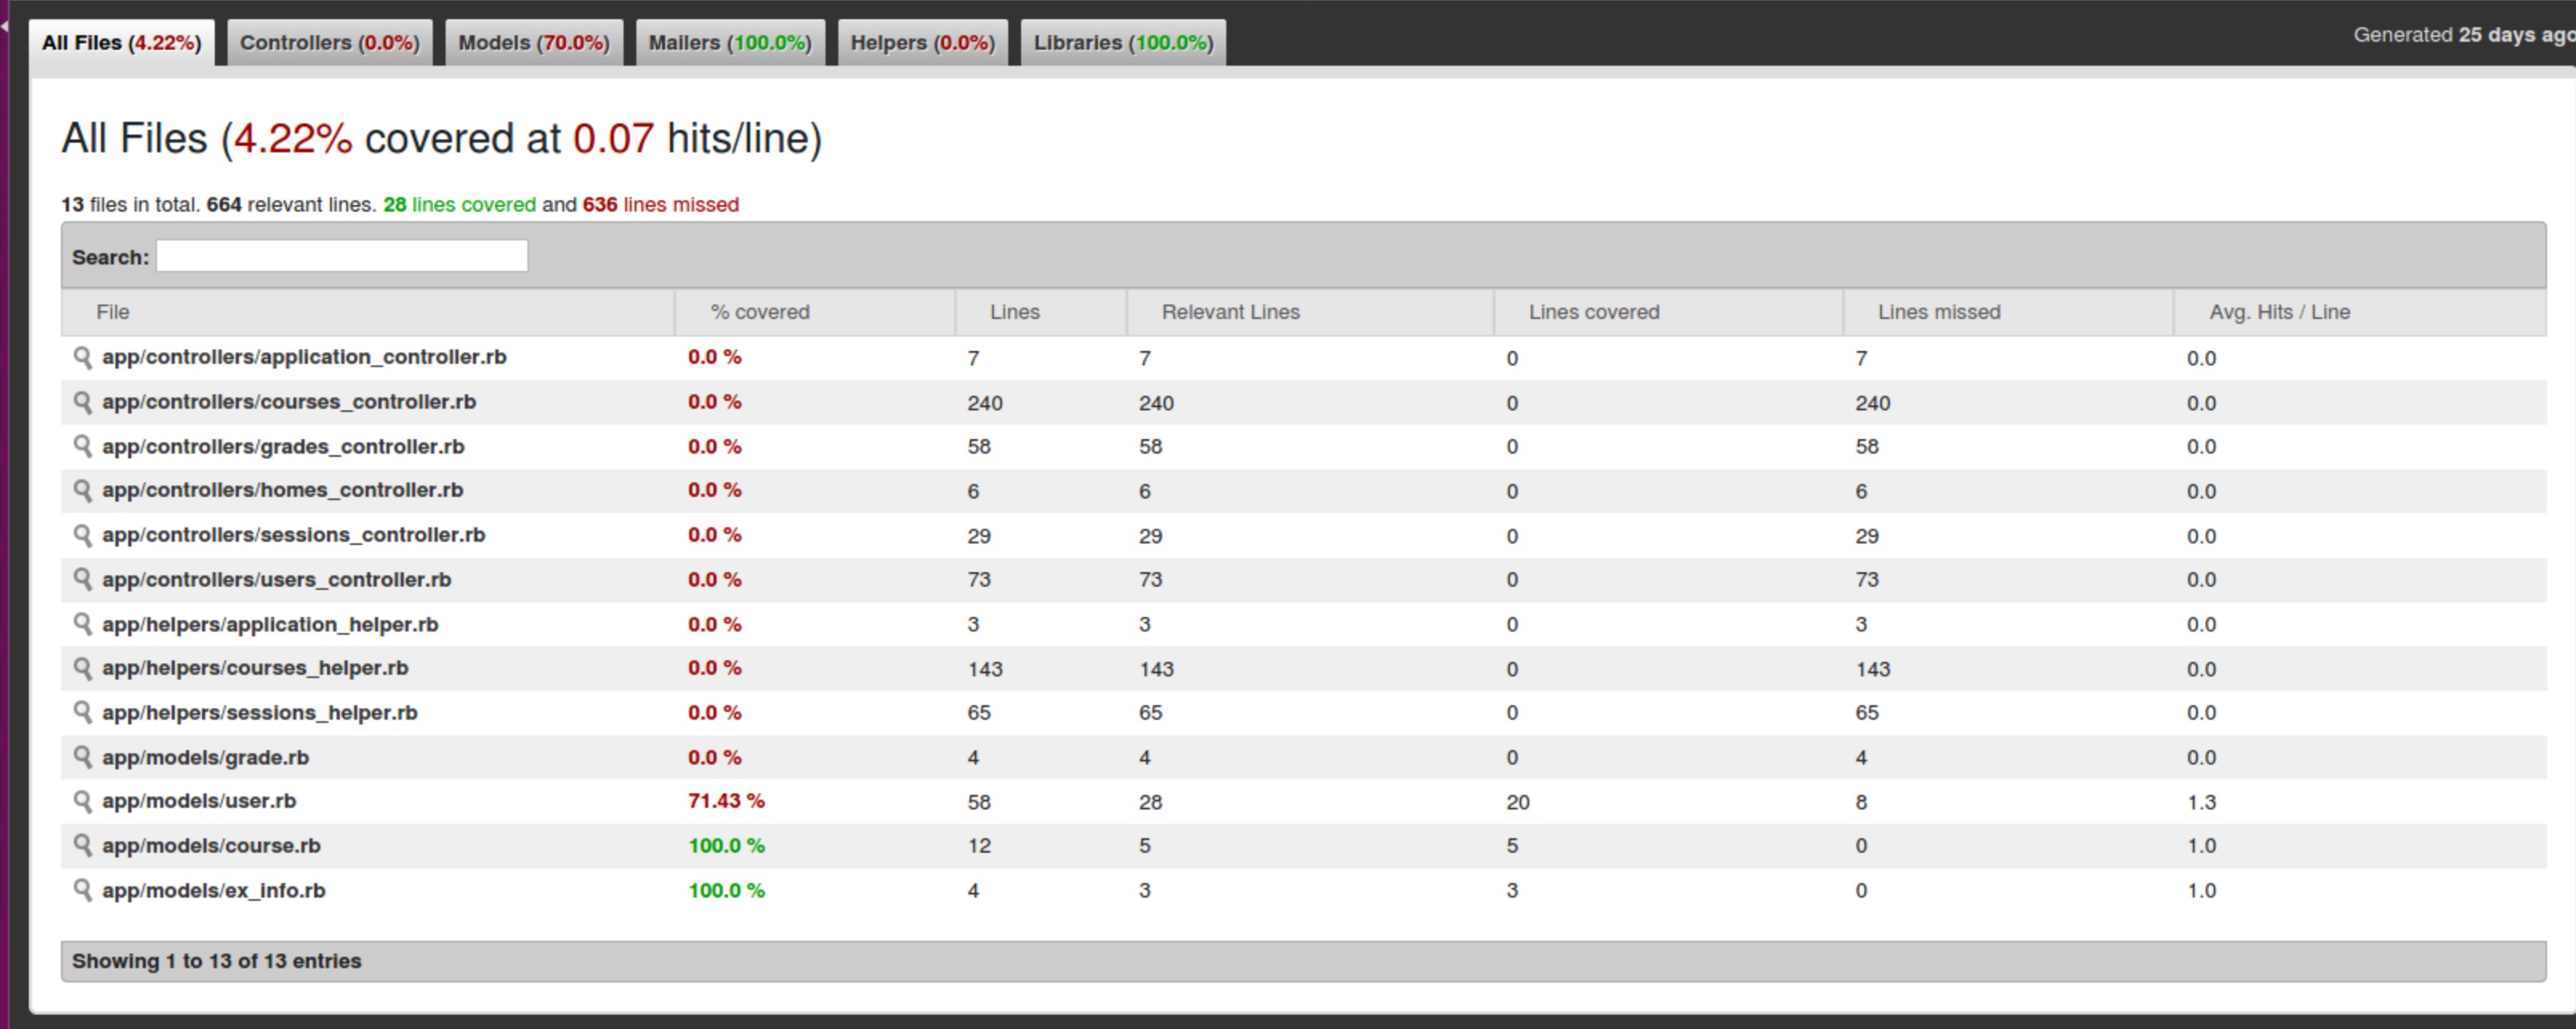 All Files (4.22%) Controllers (0.0%) Models (70.0%) Mailers (100.0%) Helpers (0.0%) Libraries (100.0%)
Generated 25 days ago
All Files (4.22% covered at 0.07 hits/line)
13 files in total. 664 relevant lines. 28 lines covered and 636 lines missed
Search:
File % covered Lines Relevant Lines Lines covered Lines missed Avg. Hits / Line
app/controllers/application_controller.rb 0.0 % 7 7 0 7 0.0
app/controllers/courses_controller.rb 0.0 % 240 240 0 240 0.0
app/controllers/grades_controller.rb 0.0 % 58 58 0 58 0.0
app/controllers/homes_controller.rb 0.0 % 6 6 0 6 0.0
app/controllers/sessions_controller.rb 0.0 % 29 29 0 29 0.0
app/controllers/users_controller.rb 0.0 % 73 73 0 73 0.0
app/helpers/application_helper.rb 0.0 % 3 3 0 3 0.0
app/helpers/courses_helper.rb 0.0 % 143 143 0 143 0.0
app/helpers/sessions_helper.rb 0.0 % 65 65 0 65 0.0
app/models/grade.rb 0.0 % 4 4 0 4 0.0
app/models/user.rb 71.43 % 58 28 20 8 1.3
app/models/course.rb 100.0 % 12 5 5 0 1.0
app/models/ex_info.rb 100.0 % 4 3 3 0 1.0
Showing 1 to 13 of 13 entries